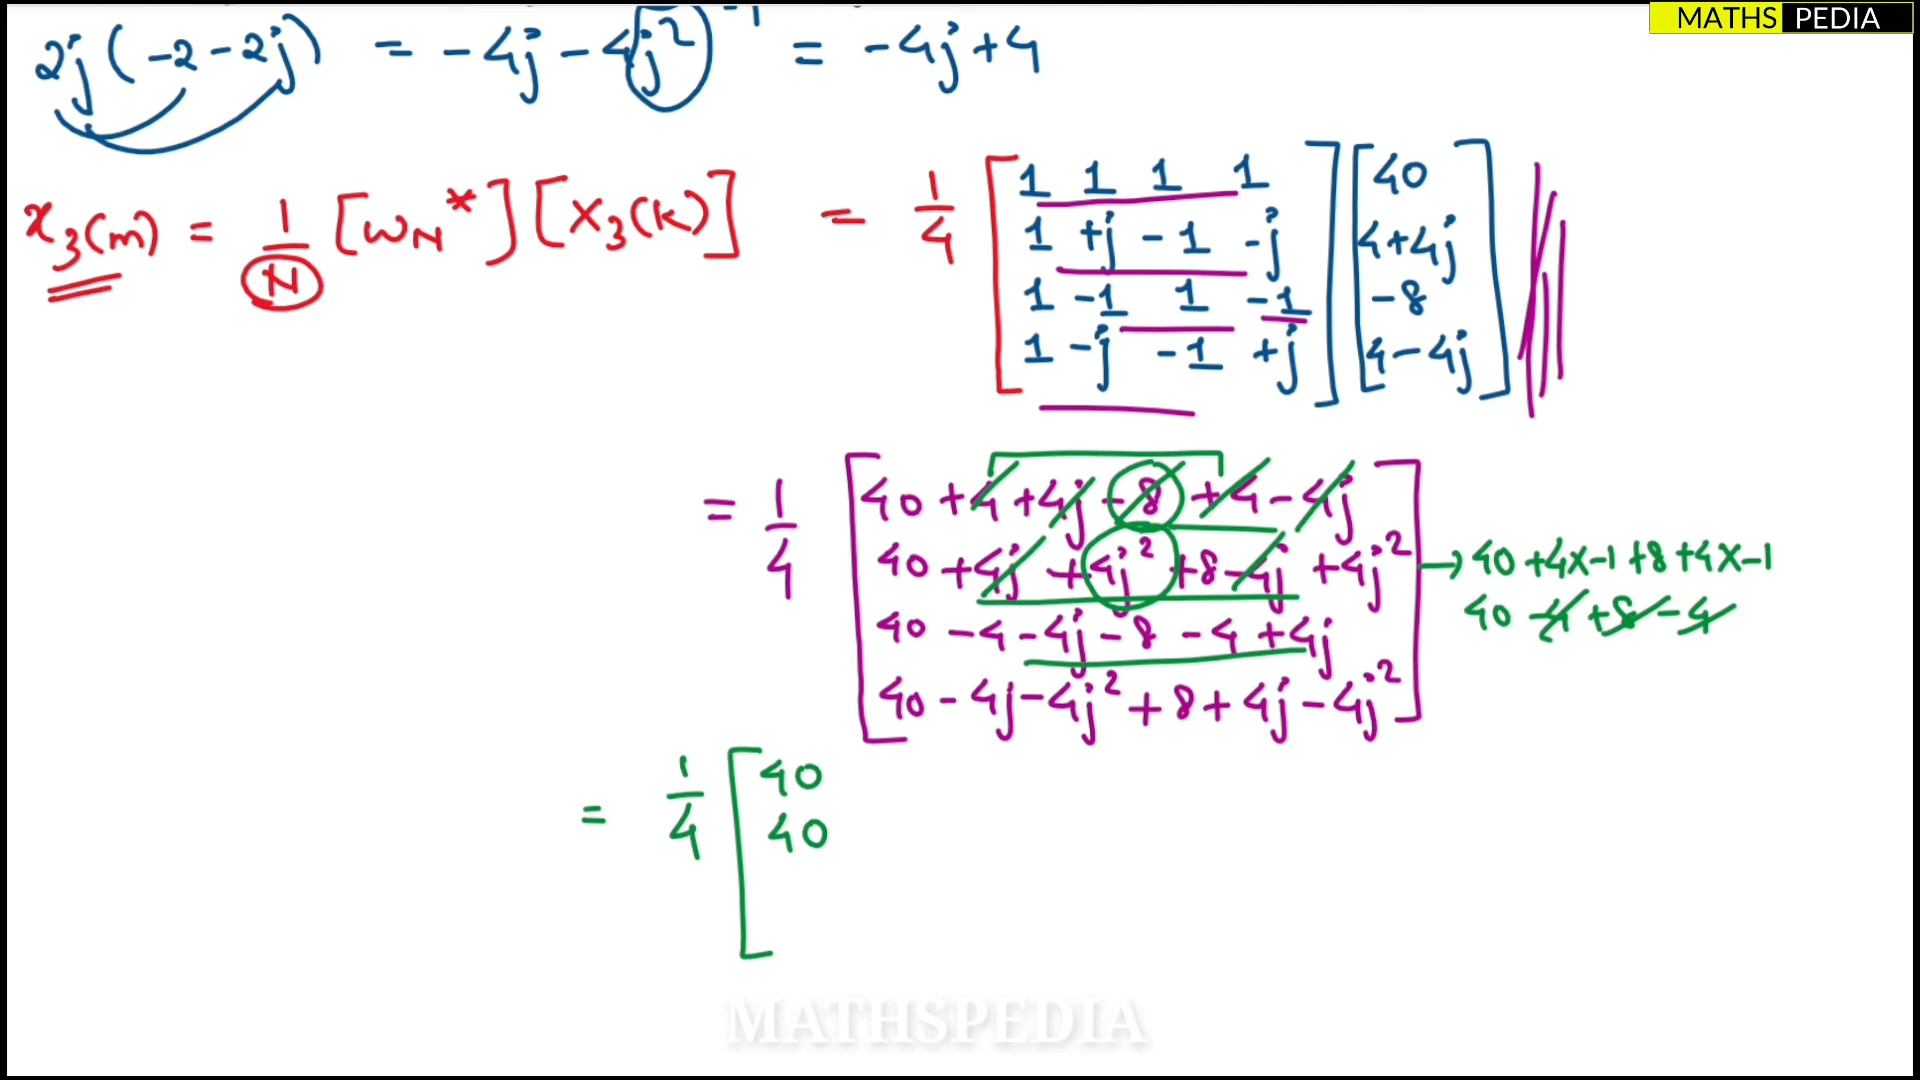 MATHS PEDIA
2j(-2-2j) = -4j-4j² -1 = -4j+4
x₃(m) = 1/N [WN*][X₃(k)] = 1/4 [1 1 1 1; 1 +j -1 -j; 1 -1 1 -1; 1 -j -1 +j] [40; 4+4j; -8; 4-4j]
= 1/4 [40+4+4j-8+4-4j
40+4j+4j²+8-4j+4j² → 40+4x-1+8+4x-1
40-4-4j-8-4+4j 40-4+8-4
40-4j-4j²+8+4j-4j²]
= 1/4 [40
40
MATHSPEDIA